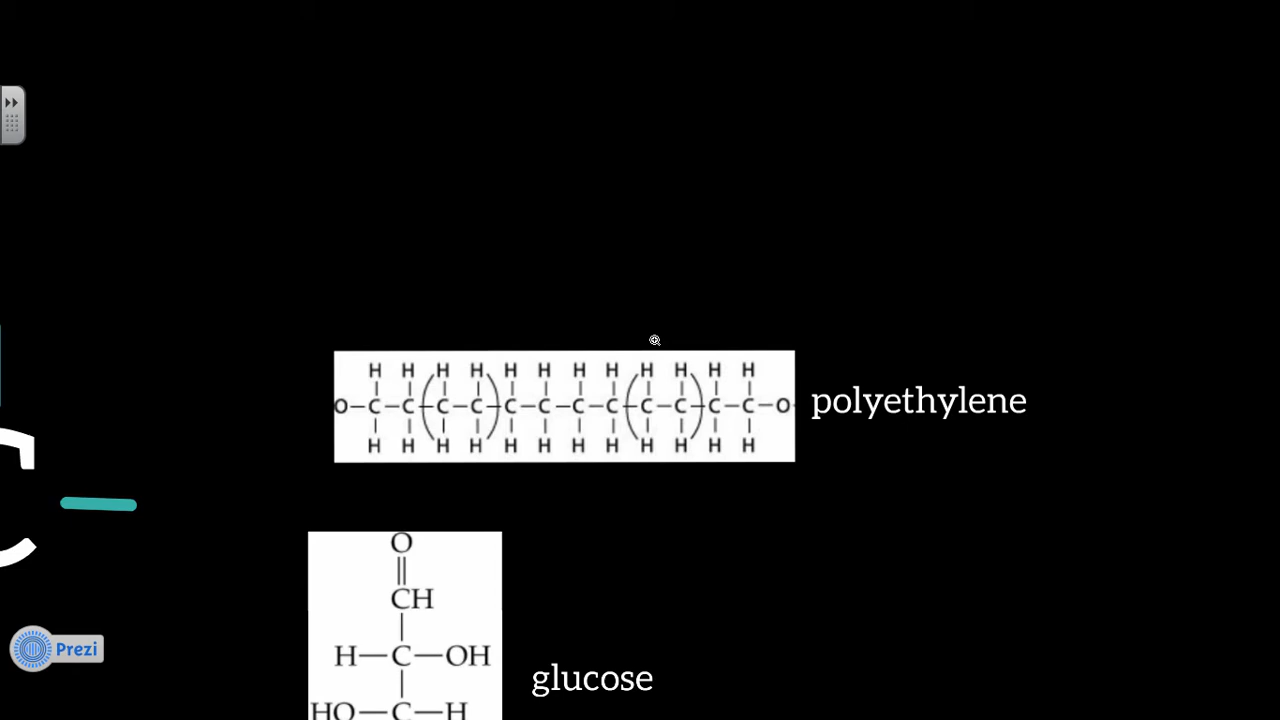 H H H H H H H H H H H H
O-C-C-(C-C)-C-C-C-C-(C-C)-C-C-O
H H H H H H H H H H H H
polyethylene
O
CH
H-C-OH
glucose
HO-C-H
C
Prezi